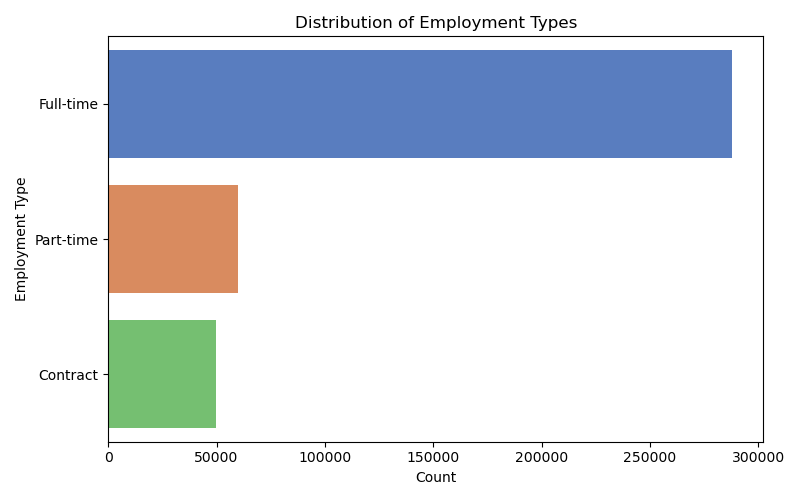 Distribution of Employment Types
Employment Type
Full-time
Part-time
Contract
0 50000 100000 150000 200000 250000 300000
Count